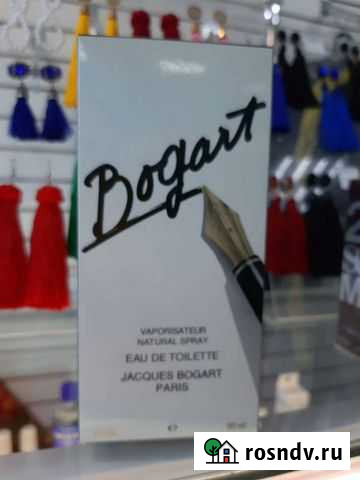 Bogart
VAPORISATEUR
NATURAL SPRAY
EAU DE TOILETTE
JACQUES BOGART
PARIS
rosndv.ru